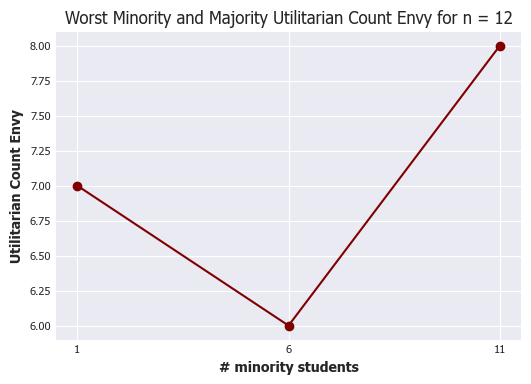 Worst Minority and Majority Utilitarian Count Envy for n = 12
8.00
7.75
7.50
7.25
7.00
6.75
6.50
6.25
6.00
Utilitarian Count Envy
1 6 11
# minority students